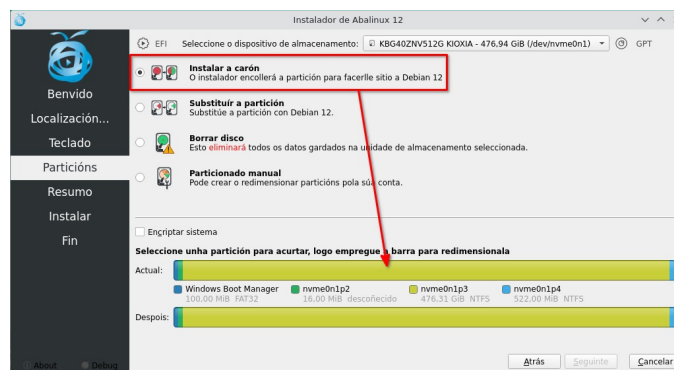 Instalador de Abalinux 12
EFI Seleccione o dispositivo de almacenamento: KBG40ZNV512G KIOXIA - 476,94 GiB (/dev/nvme0n1) GPT
Benvido
Localización...
Teclado
Particións
Resumo
Instalar
Fin
Instalar a carón
O instalador encollerá a partición para facerlle sitio a Debian 12
Substituír a partición
Substitúe a partición con Debian 12.
Borrar disco
Esto eliminará todos os datos gardados na unidade de almacenamento seleccionada.
Particionado manual
Pode crear o redimensionar particións pola súa conta.
Encriptar sistema
Seleccione unha partición para acurtar, logo empregue a barra para redimensionala
Actual:
Windows Boot Manager nvme0n1p2 nvme0n1p3 nvme0n1p4
100,00 MiB FAT32 16,00 MiB descoñecido 476,31 GiB NTFS 522,00 MiB NTFS
Despois:
About Debug
Atrás Seguinte Cancelar